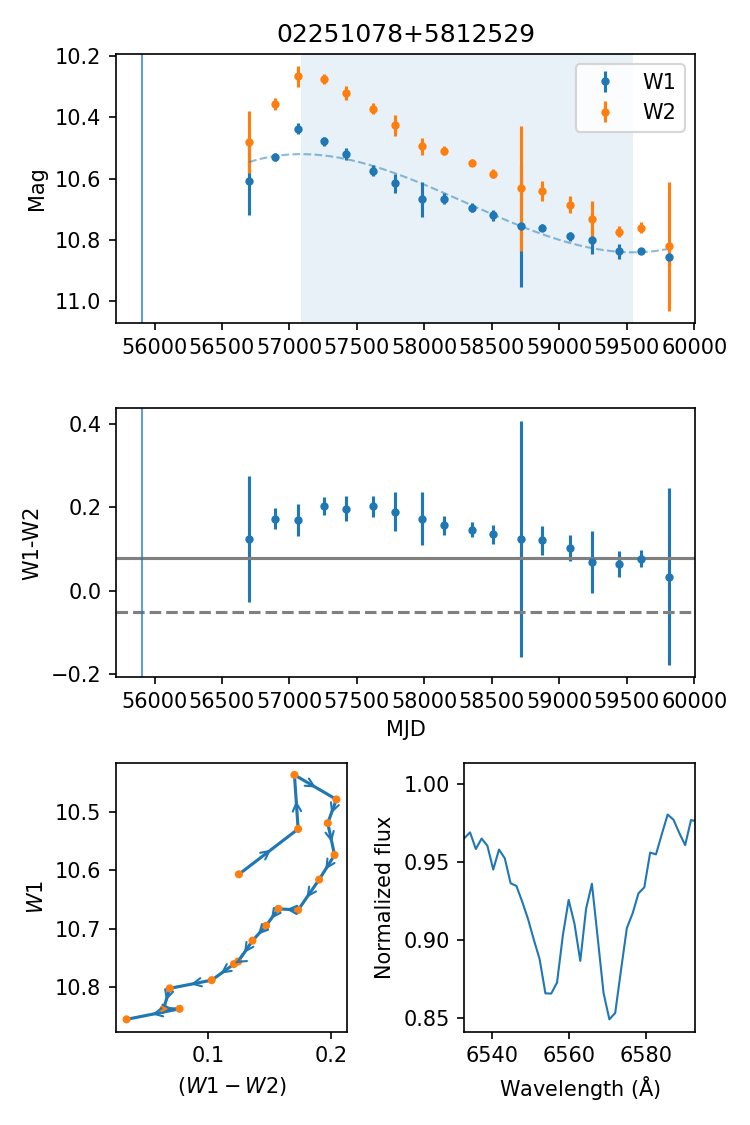 02251078+5812529
10.2
10.4
10.6
10.8
11.0
Mag
W1
W2
56000 56500 57000 57500 58000 58500 59000 59500 60000
0.4
0.2
0.0
−0.2
W1-W2
56000 56500 57000 57500 58000 58500 59000 59500 60000
MJD
10.5
10.6
10.7
10.8
W1
0.1 0.2
(W1 − W2)
1.00
0.95
0.90
0.85
Normalized flux
6540 6560 6580
Wavelength (Å)